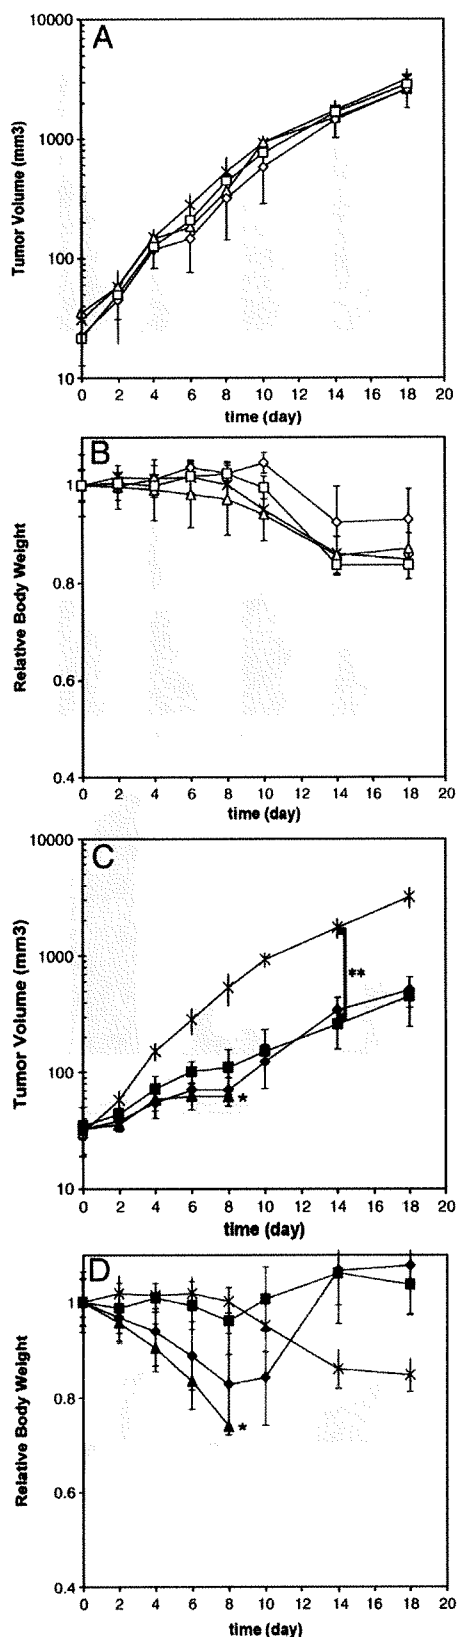 A
10000
1000
100
10
Tumor Volume (mm3)
0 2 4 6 8 10 12 14 16 18 20
time (day)
B
1
0.8
0.6
0.4
Relative Body Weight
0 2 4 6 8 10 12 14 16 18 20
time (day)
C
10000
1000
100
10
Tumor Volume (mm3)
**
*
0 2 4 6 8 10 12 14 16 18 20
time (day)
D
1
0.8
0.6
0.4
Relative Body Weight
*
0 2 4 6 8 10 12 14 16 18 20
time (day)